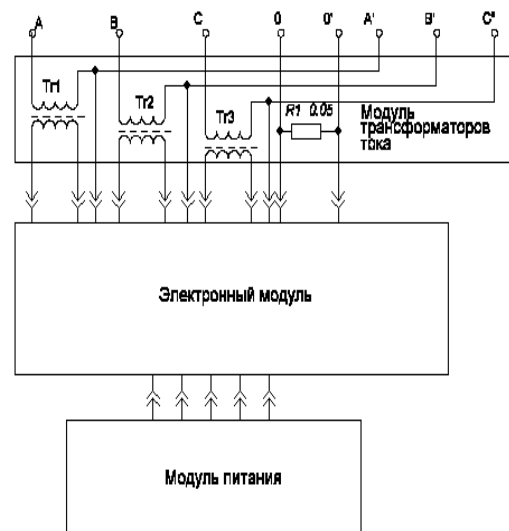 A B C 0 0' A' B' C"
Tr1
Tr2
Tr3
R1 0.05
Модуль
трансформаторов
тока
Электронный модуль
Модуль питания